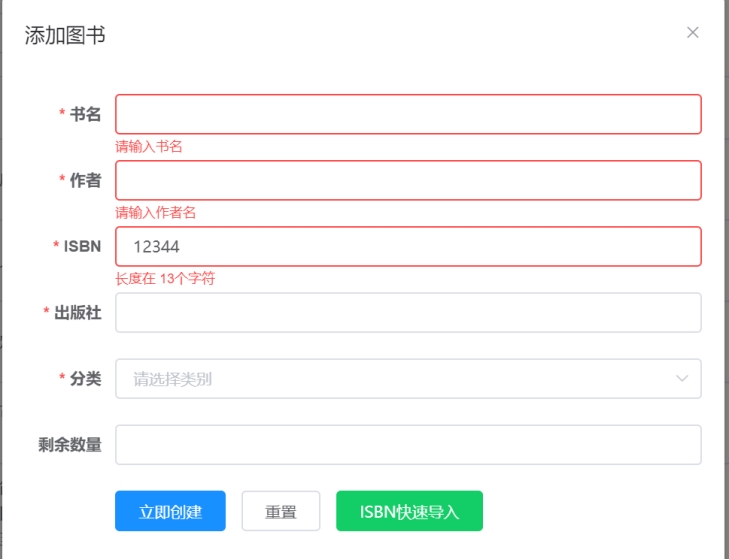 添加图书
* 书名
请输入书名
* 作者
请输入作者名
* ISBN 12344
长度在 13个字符
* 出版社
* 分类 请选择类别
剩余数量
立即创建 重置 ISBN快速导入